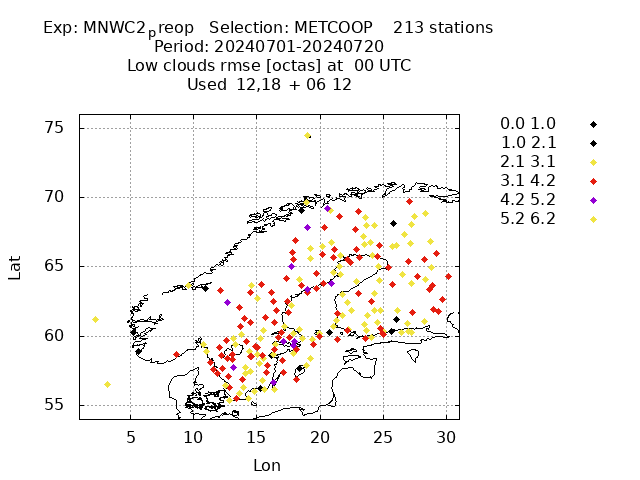 Exp: MNWC2preop Selection: METCOOP 213 stations
Period: 20240701-20240720
Low clouds rmse [octas] at 00 UTC
Used 12,18 + 06 12
75
70
65
60
55
5 10 15 20 25 30
Lat
Lon
0.0 1.0
1.0 2.1
2.1 3.1
3.1 4.2
4.2 5.2
5.2 6.2